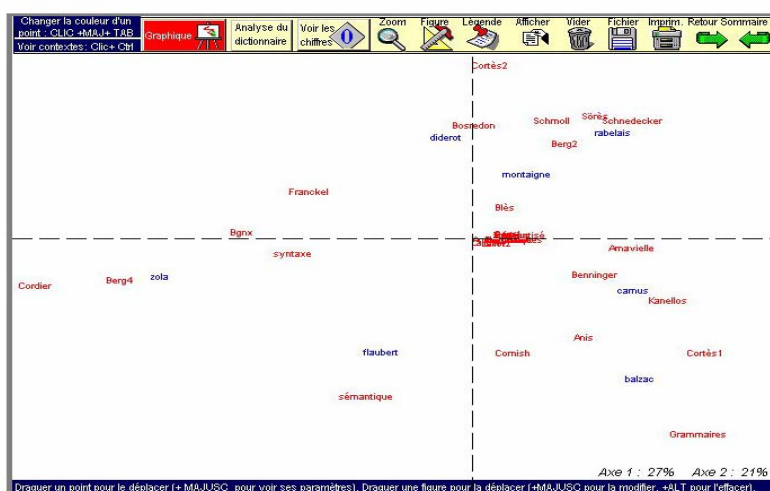 Changer la couleur d'un
point : CLIC +MAJ+ TAB
Voir contextes: Clic+ Ctrl
Graphique
Analyse du
dictionnaire
Voir les
chiffres
0
Zoom Figure Légende Afficher Vider Fichier Imprim. Retour Sommaire
Cortès2
Bosredon Schmoll Sörès Schnedecker
diderot rabelais
Berg2
montaigne
Franckel
Blès
Bgnx
syntaxe Amavielle
Cordier Berg4 zola Benninger
camus
Kanellos
Anis
flaubert Cornish Cortès1
balzac
sémantique
Grammaires
Axe 1 : 27% Axe 2 : 21%
Draguer un point pour le déplacer (+ MAJUSC pour voir ses paramètres). Draguer une figure pour la déplacer (+MAJUSC pour la modifier, +ALT pour l'effacer).